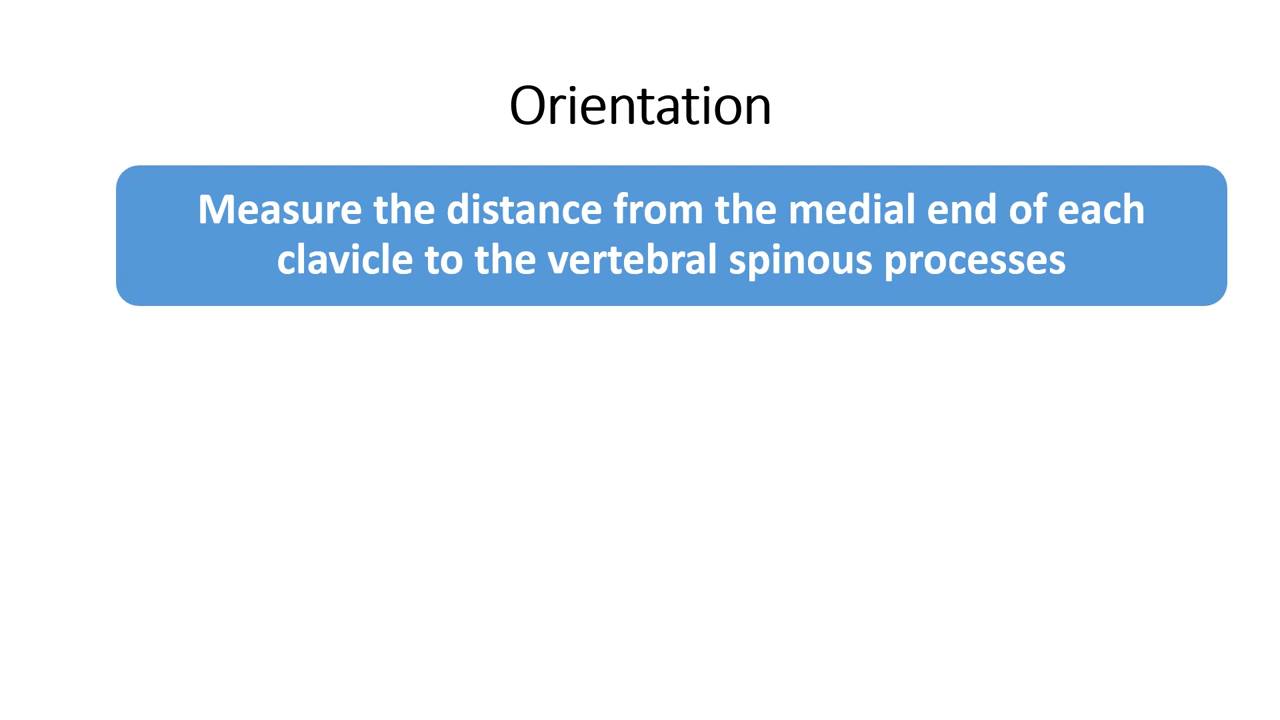 Orientation
Measure the distance from the medial end of each
clavicle to the vertebral spinous processes